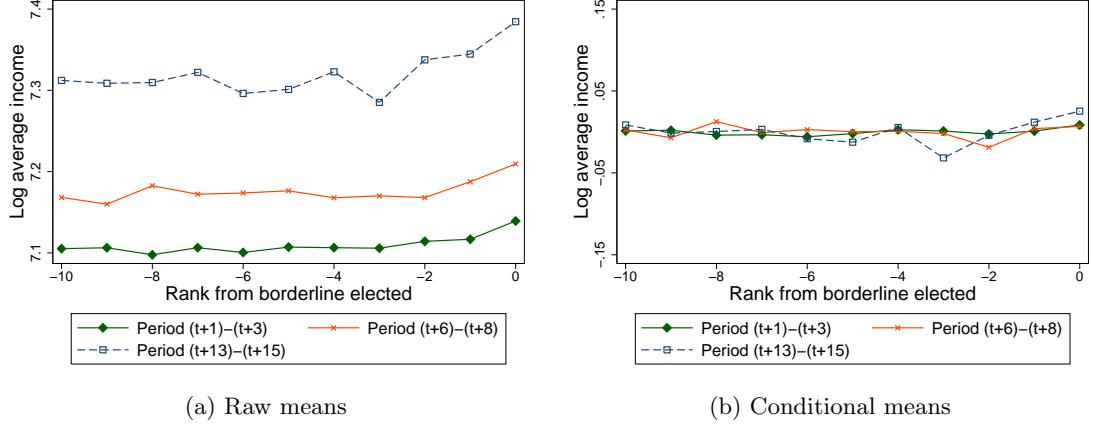 Log average income
7.4
7.3
7.2
7.1
−10
−8
−6
−4
−2
0
Rank from borderline elected
Period (t+1)−(t+3)
Period (t+6)−(t+8)
Period (t+13)−(t+15)
(a) Raw means
Log average income
.15
.05
−.05
−.15
−10
−8
−6
−4
−2
0
Rank from borderline elected
Period (t+1)−(t+3)
Period (t+6)−(t+8)
Period (t+13)−(t+15)
(b) Conditional means